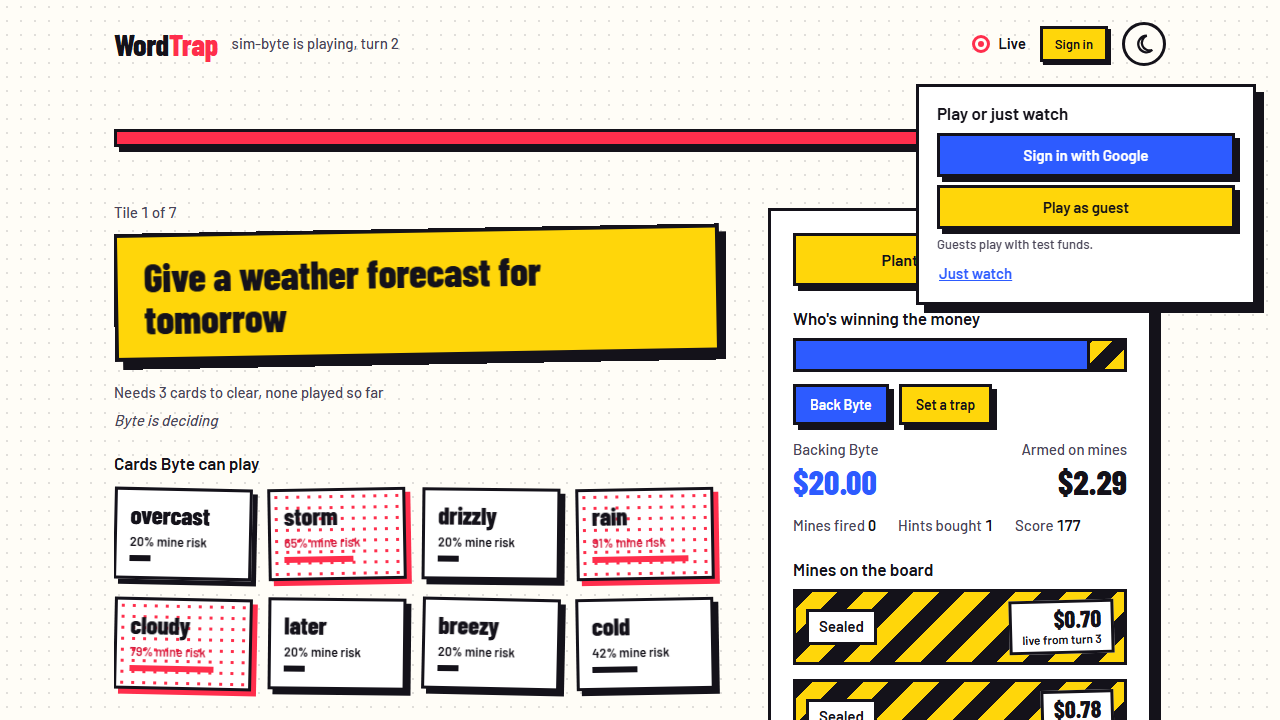 WordTrap
sim-byte is playing, turn 2
Live
Sign in
Play or just watch
Sign in with Google
Play as guest
Guests play with test funds.
Just watch
Tile 1 of 7
Give a weather forecast for
tomorrow
Needs 3 cards to clear, none played so far
Byte is deciding
Cards Byte can play
overcast
20% mine risk
storm
65% mine risk
drizzly
20% mine risk
rain
91% mine risk
cloudy
79% mine risk
later
20% mine risk
breezy
20% mine risk
cold
42% mine risk
Plant
Who's winning the money
Back Byte
Set a trap
Backing Byte
Armed on mines
$20.00
$2.29
Mines fired 0
Hints bought 1
Score 177
Mines on the board
Sealed
$0.70
live from turn 3
Sealed
$0.78